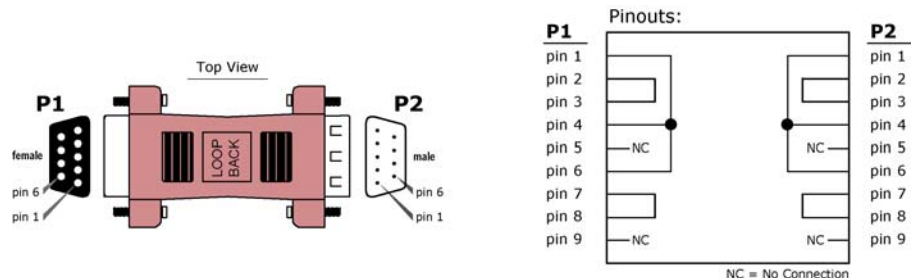 Top View
P1
P2
female
male
LOOP
BACK
pin 6
pin 1
pin 6
pin 1
Pinouts:
P1
P2
pin 1
pin 1
pin 2
pin 2
pin 3
pin 3
pin 4
pin 4
pin 5
NC
NC
pin 5
pin 6
pin 6
pin 7
pin 7
pin 8
pin 8
pin 9
NC
NC
pin 9
NC = No Connection